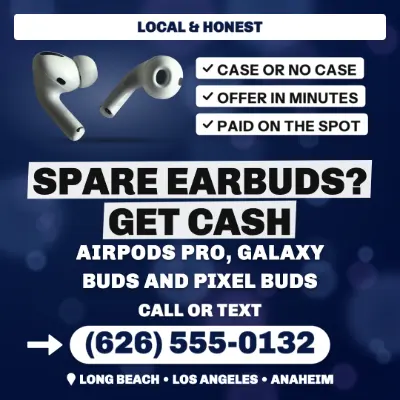 LOCAL & HONEST
✓ CASE OR NO CASE
✓ OFFER IN MINUTES
✓ PAID ON THE SPOT
SPARE EARBUDS?
GET CASH
AIRPODS PRO, GALAXY
BUDS AND PIXEL BUDS
CALL OR TEXT
(626) 555-0132
LONG BEACH • LOS ANGELES • ANAHEIM